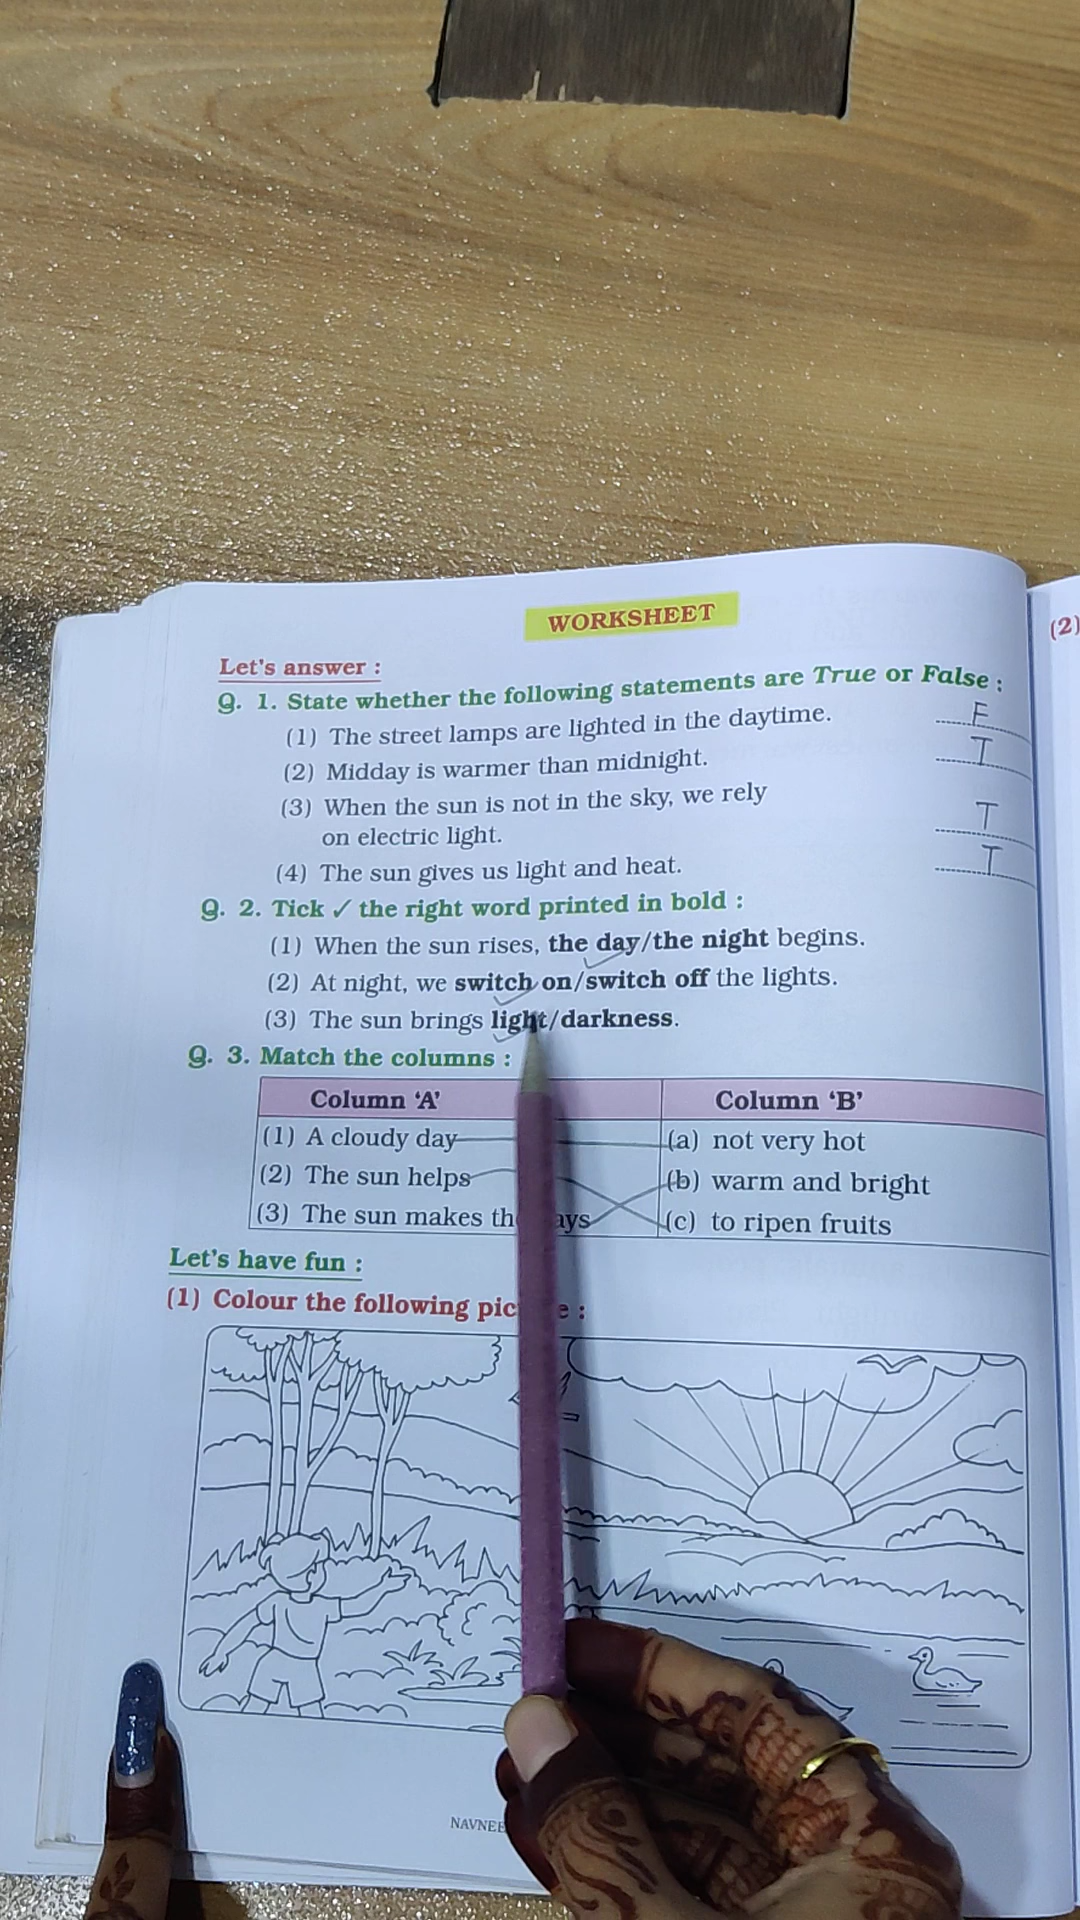 WORKSHEET
(2)
Let's answer :
Q. 1. State whether the following statements are True or False :
(1) The street lamps are lighted in the daytime. F
(2) Midday is warmer than midnight. T
(3) When the sun is not in the sky, we rely
on electric light. T
(4) The sun gives us light and heat. T
Q. 2. Tick ✓ the right word printed in bold :
(1) When the sun rises, the day/the night begins.
(2) At night, we switch on/switch off the lights.
(3) The sun brings light/darkness.
Q. 3. Match the columns :
Column ‘A’ Column ‘B’
(1) A cloudy day (a) not very hot
(2) The sun helps (b) warm and bright
(3) The sun makes (c) to ripen fruits
Let's have fun :
(1) Colour the following :